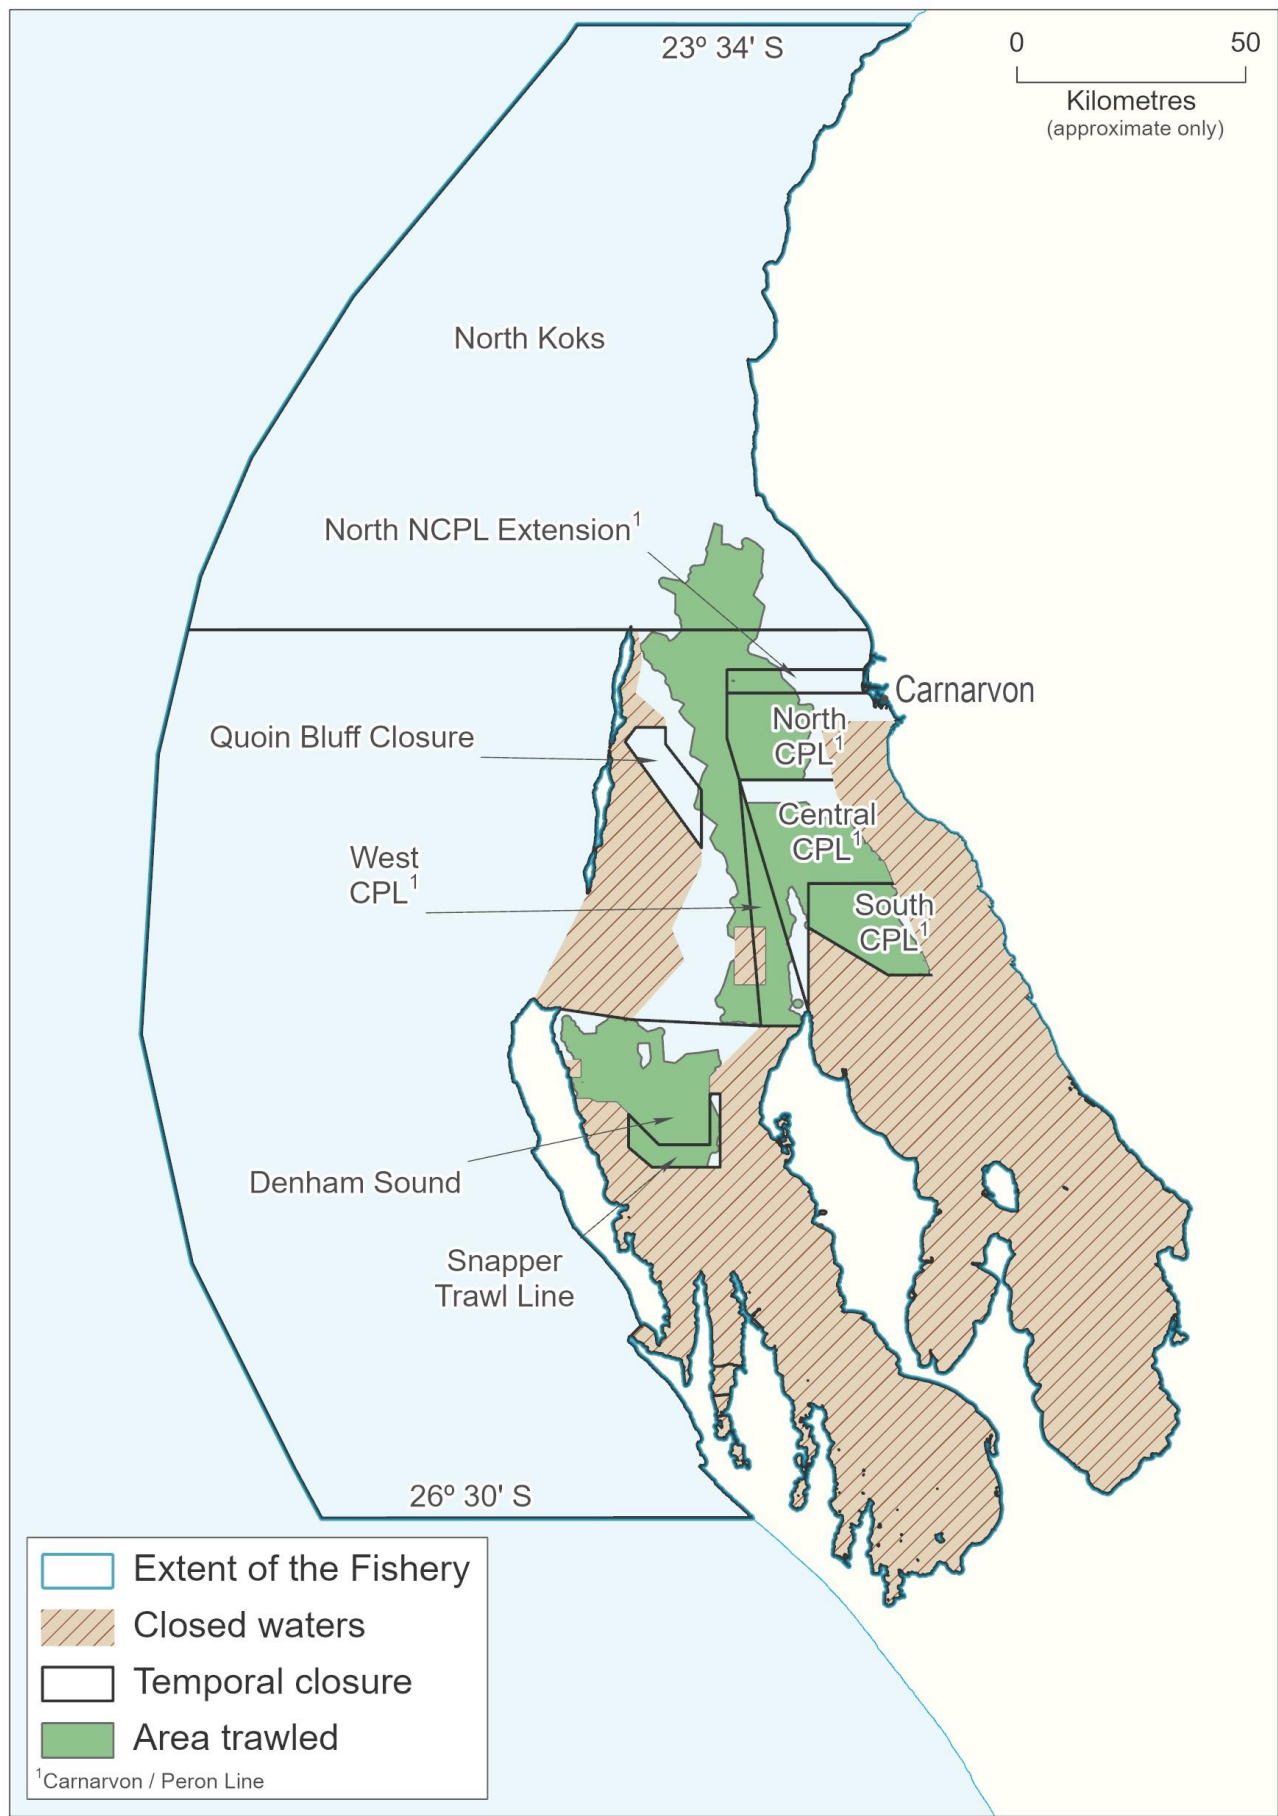 23º 34' S
0 50
Kilometres
(approximate only)
North Koks
North NCPL Extension¹
Carnarvon
North
CPL¹
Quoin Bluff Closure
Central
CPL¹
West
CPL¹
South
CPL¹
Denham Sound
Snapper
Trawl Line
26º 30' S
Extent of the Fishery
Closed waters
Temporal closure
Area trawled
¹Carnarvon / Peron Line